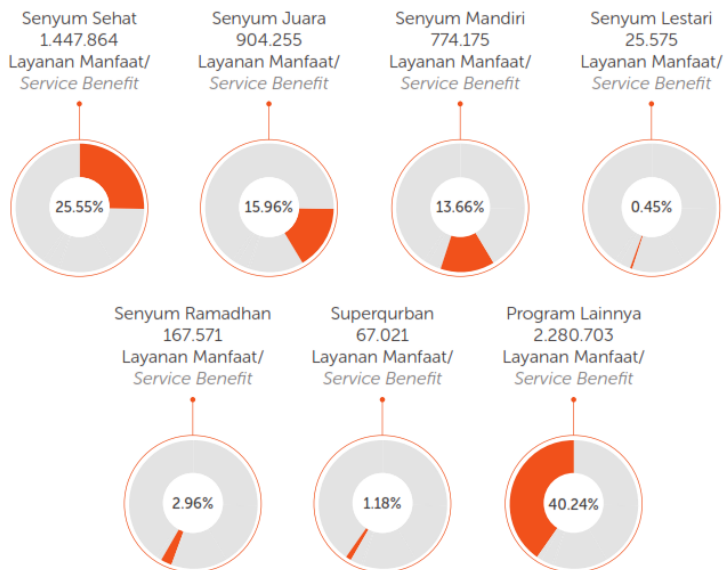 Senyum Sehat
1.447.864
Layanan Manfaat/
Service Benefit
25.55%
Senyum Juara
904.255
Layanan Manfaat/
Service Benefit
15.96%
Senyum Mandiri
774.175
Layanan Manfaat/
Service Benefit
13.66%
Senyum Lestari
25.575
Layanan Manfaat/
Service Benefit
0.45%
Senyum Ramadhan
167.571
Layanan Manfaat/
Service Benefit
2.96%
Superqurban
67.021
Layanan Manfaat/
Service Benefit
1.18%
Program Lainnya
2.280.703
Layanan Manfaat/
Service Benefit
40.24%